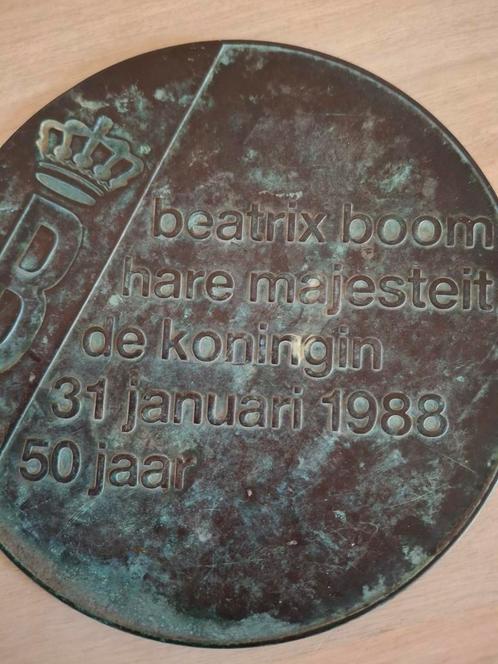 B
beatrix boom
hare majesteit
de koningin
31 januari 1988
50 jaar